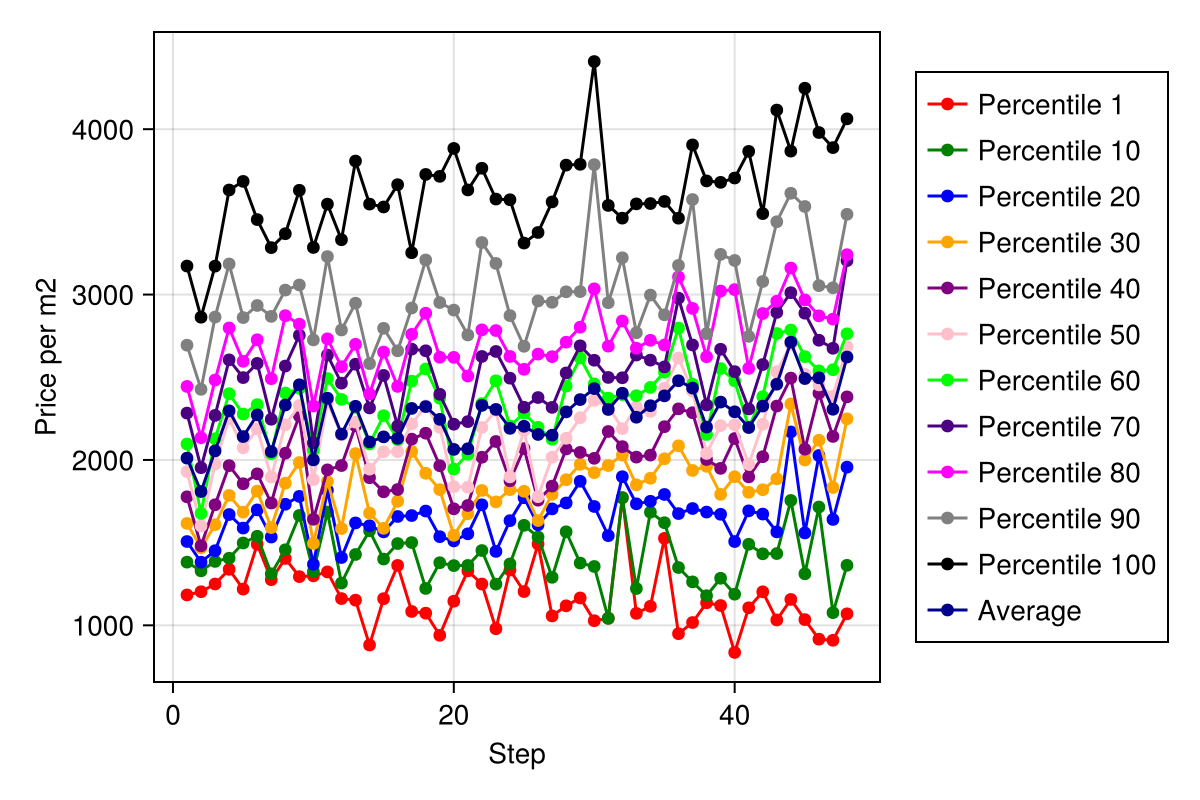 Price per m2
4000
3000
2000
1000
0
20
40
Step
Percentile 1
Percentile 10
Percentile 20
Percentile 30
Percentile 40
Percentile 50
Percentile 60
Percentile 70
Percentile 80
Percentile 90
Percentile 100
Average